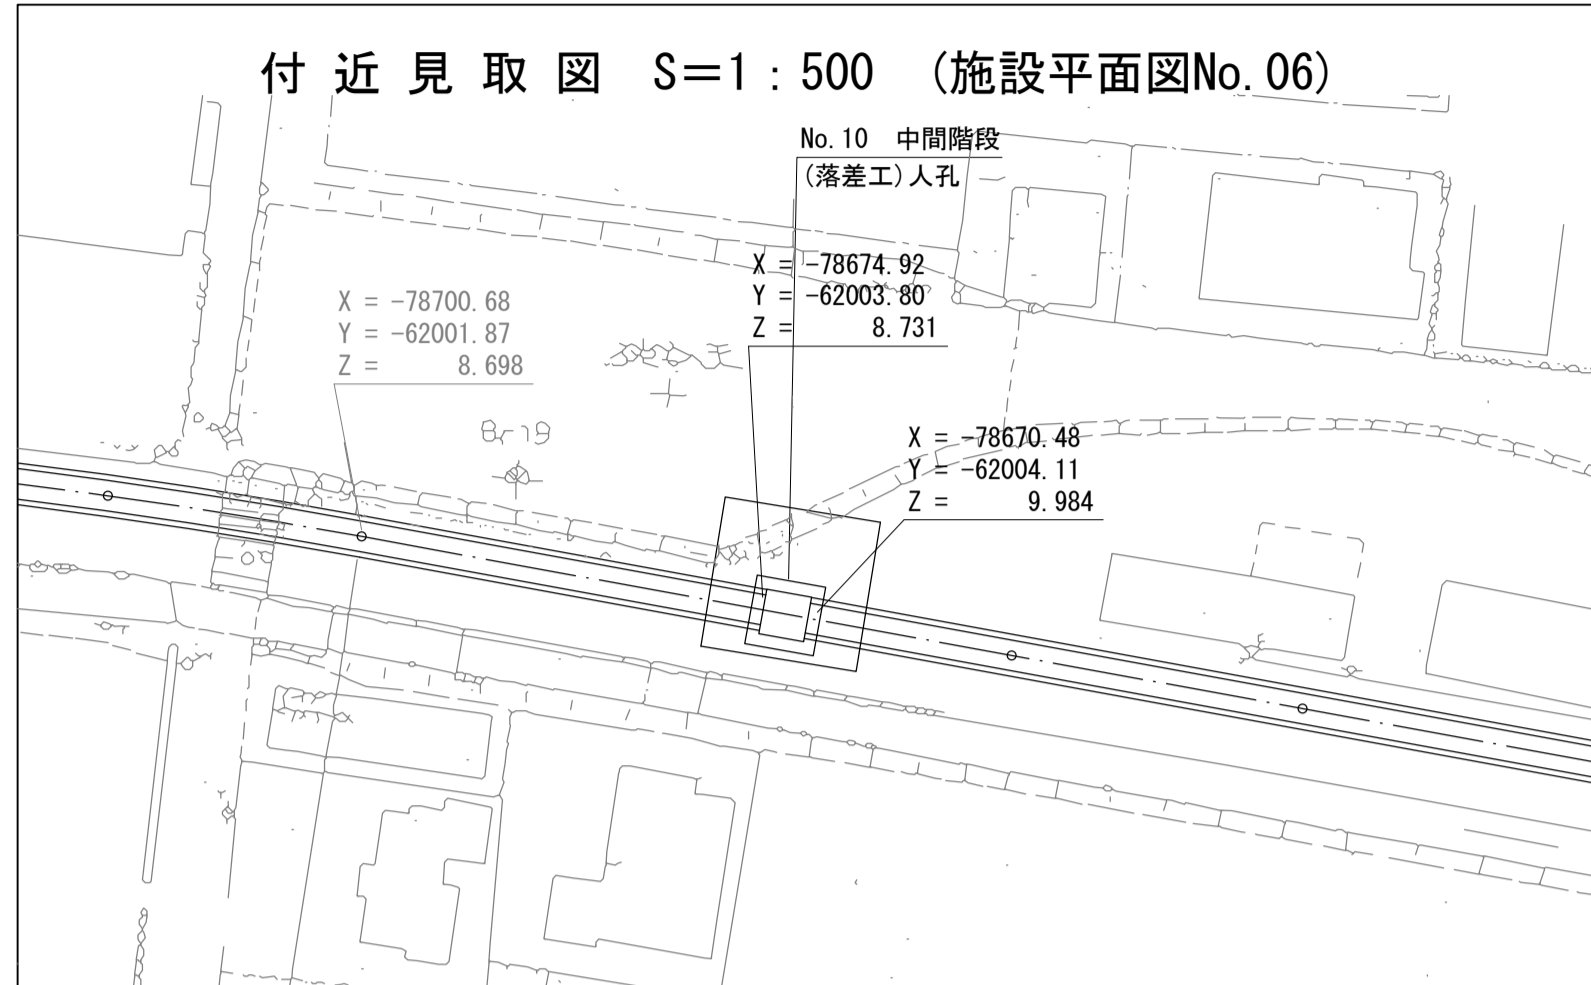 付 近 見 取 図　S＝1：500　(施設平面図No.06)
No.10　中間階段
(落差工)人孔
X = -78674.92
Y = -62003.80
Z = 8.731
X = -78700.68
Y = -62001.87
Z = 8.698
X = -78670.48
Y = -62004.11
Z = 9.984